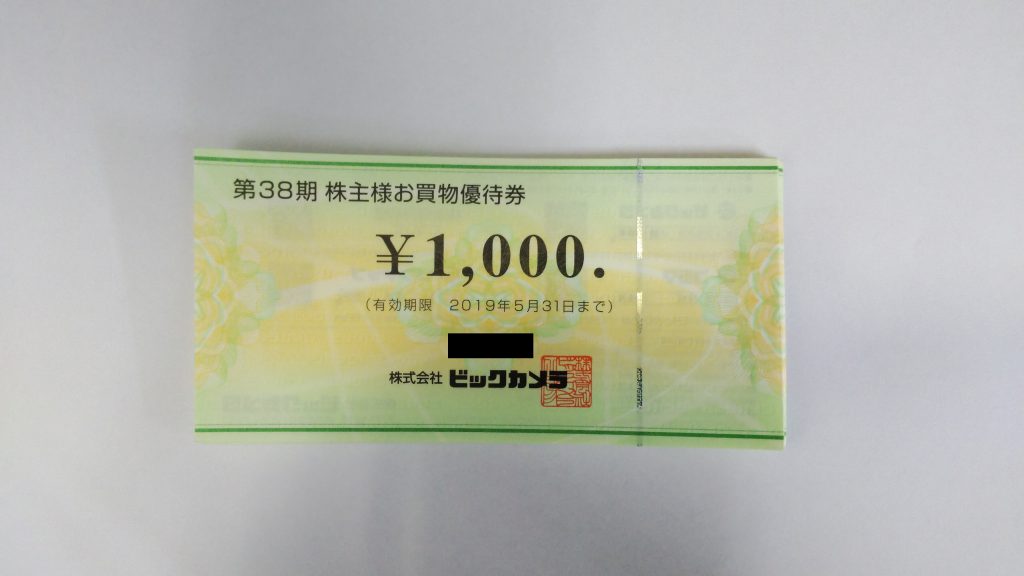 第38期 株主様お買物優待券
¥1,000.
(有効期限 2019年5月31日まで)
株式会社 ビックカメラ